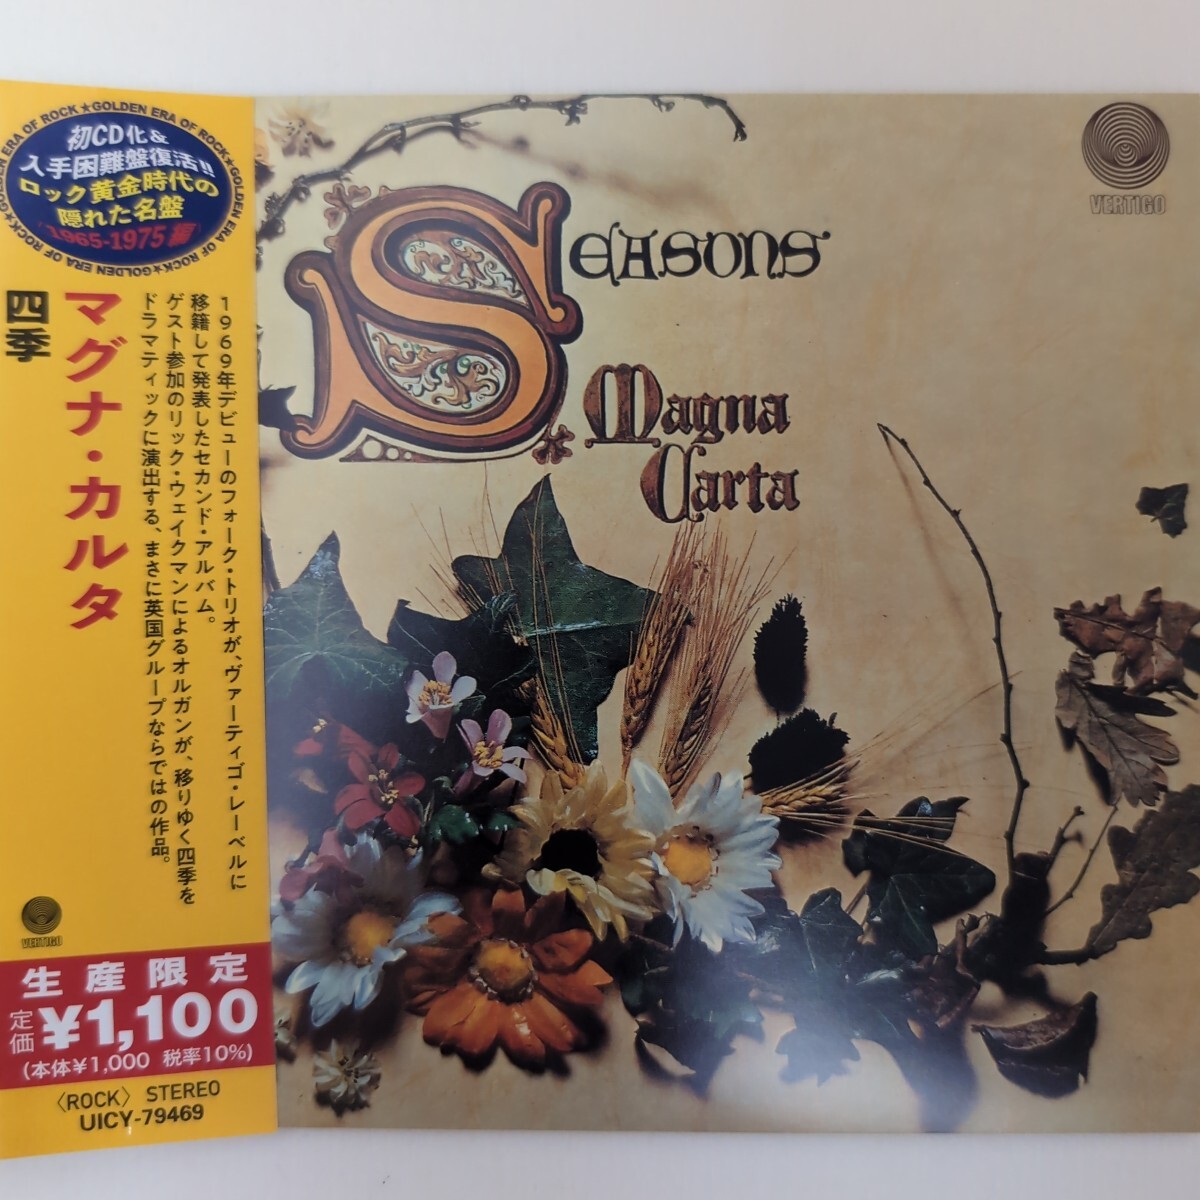 ★GOLDEN ERA OF ROCK★GOLDEN ERA OF ROCK★GOLDEN ERA OF ROCK★GOLDEN ERA OF ROCK
初CD化&
入手困難盤復活!!
ロック黄金時代の
隠れた名盤
(1965-1975編)
マグナ・カルタ
四季
1969年デビューのフォーク・トリオが、ヴァーティゴ・レーベルに
移籍して発表したセカンド・アルバム。
ゲスト参加のリック・ウェイクマンによるオルガンが、移りゆく四季を
ドラマティックに演出する、まさに英国グループならではの作品。
VERTIGO
生産限定
定価 ¥1,100
(本体¥1,000 税率10%)
〈ROCK〉 STEREO
UICY-79469
SEASONS
Magna
Carta
VERTIGO